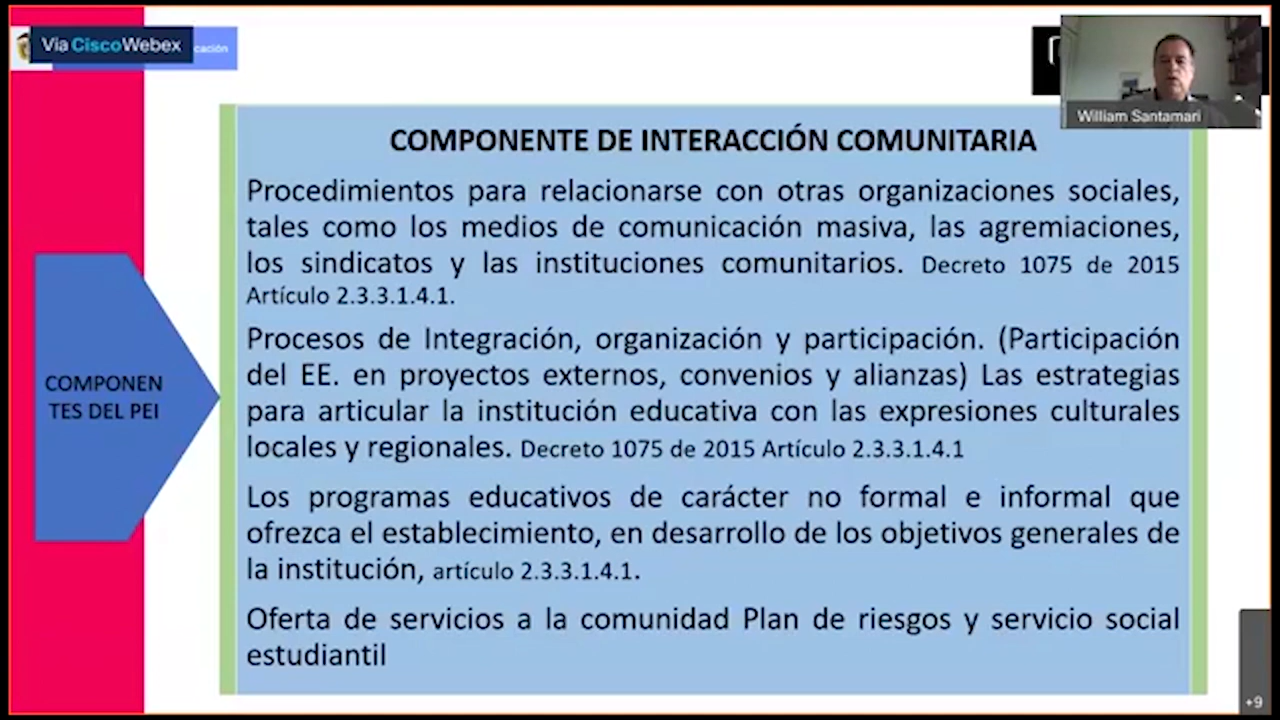 Vía CiscoWebex
cación
William Santamari
COMPONENTE DE INTERACCIÓN COMUNITARIA
Procedimientos para relacionarse con otras organizaciones sociales,
tales como los medios de comunicación masiva, las agremiaciones,
los sindicatos y las instituciones comunitarios. Decreto 1075 de 2015
Artículo 2.3.3.1.4.1.
Procesos de Integración, organización y participación. (Participación
del EE. en proyectos externos, convenios y alianzas) Las estrategias
para articular la institución educativa con las expresiones culturales
locales y regionales. Decreto 1075 de 2015 Artículo 2.3.3.1.4.1
Los programas educativos de carácter no formal e informal que
ofrezca el establecimiento, en desarrollo de los objetivos generales de
la institución, artículo 2.3.3.1.4.1.
Oferta de servicios a la comunidad Plan de riesgos y servicio social
estudiantil
COMPONEN
TES DEL PEI
+9